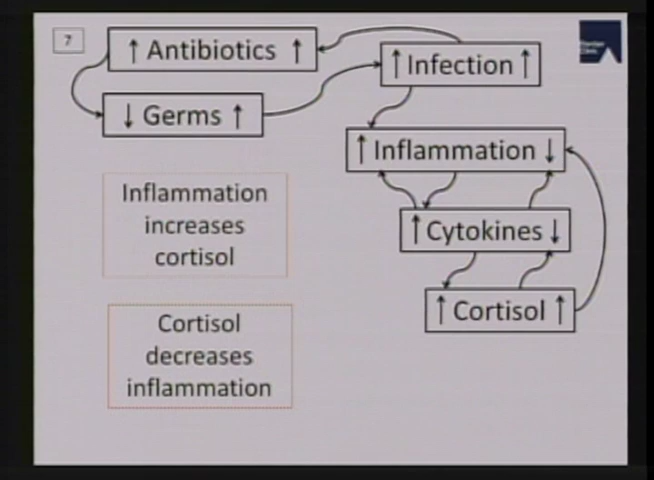 7
↑ Antibiotics ↑
↑ Infection ↑
↓ Germs ↑
↑ Inflammation ↓
Inflammation
increases
cortisol
↑ Cytokines ↓
↑ Cortisol ↑
Cortisol
decreases
inflammation